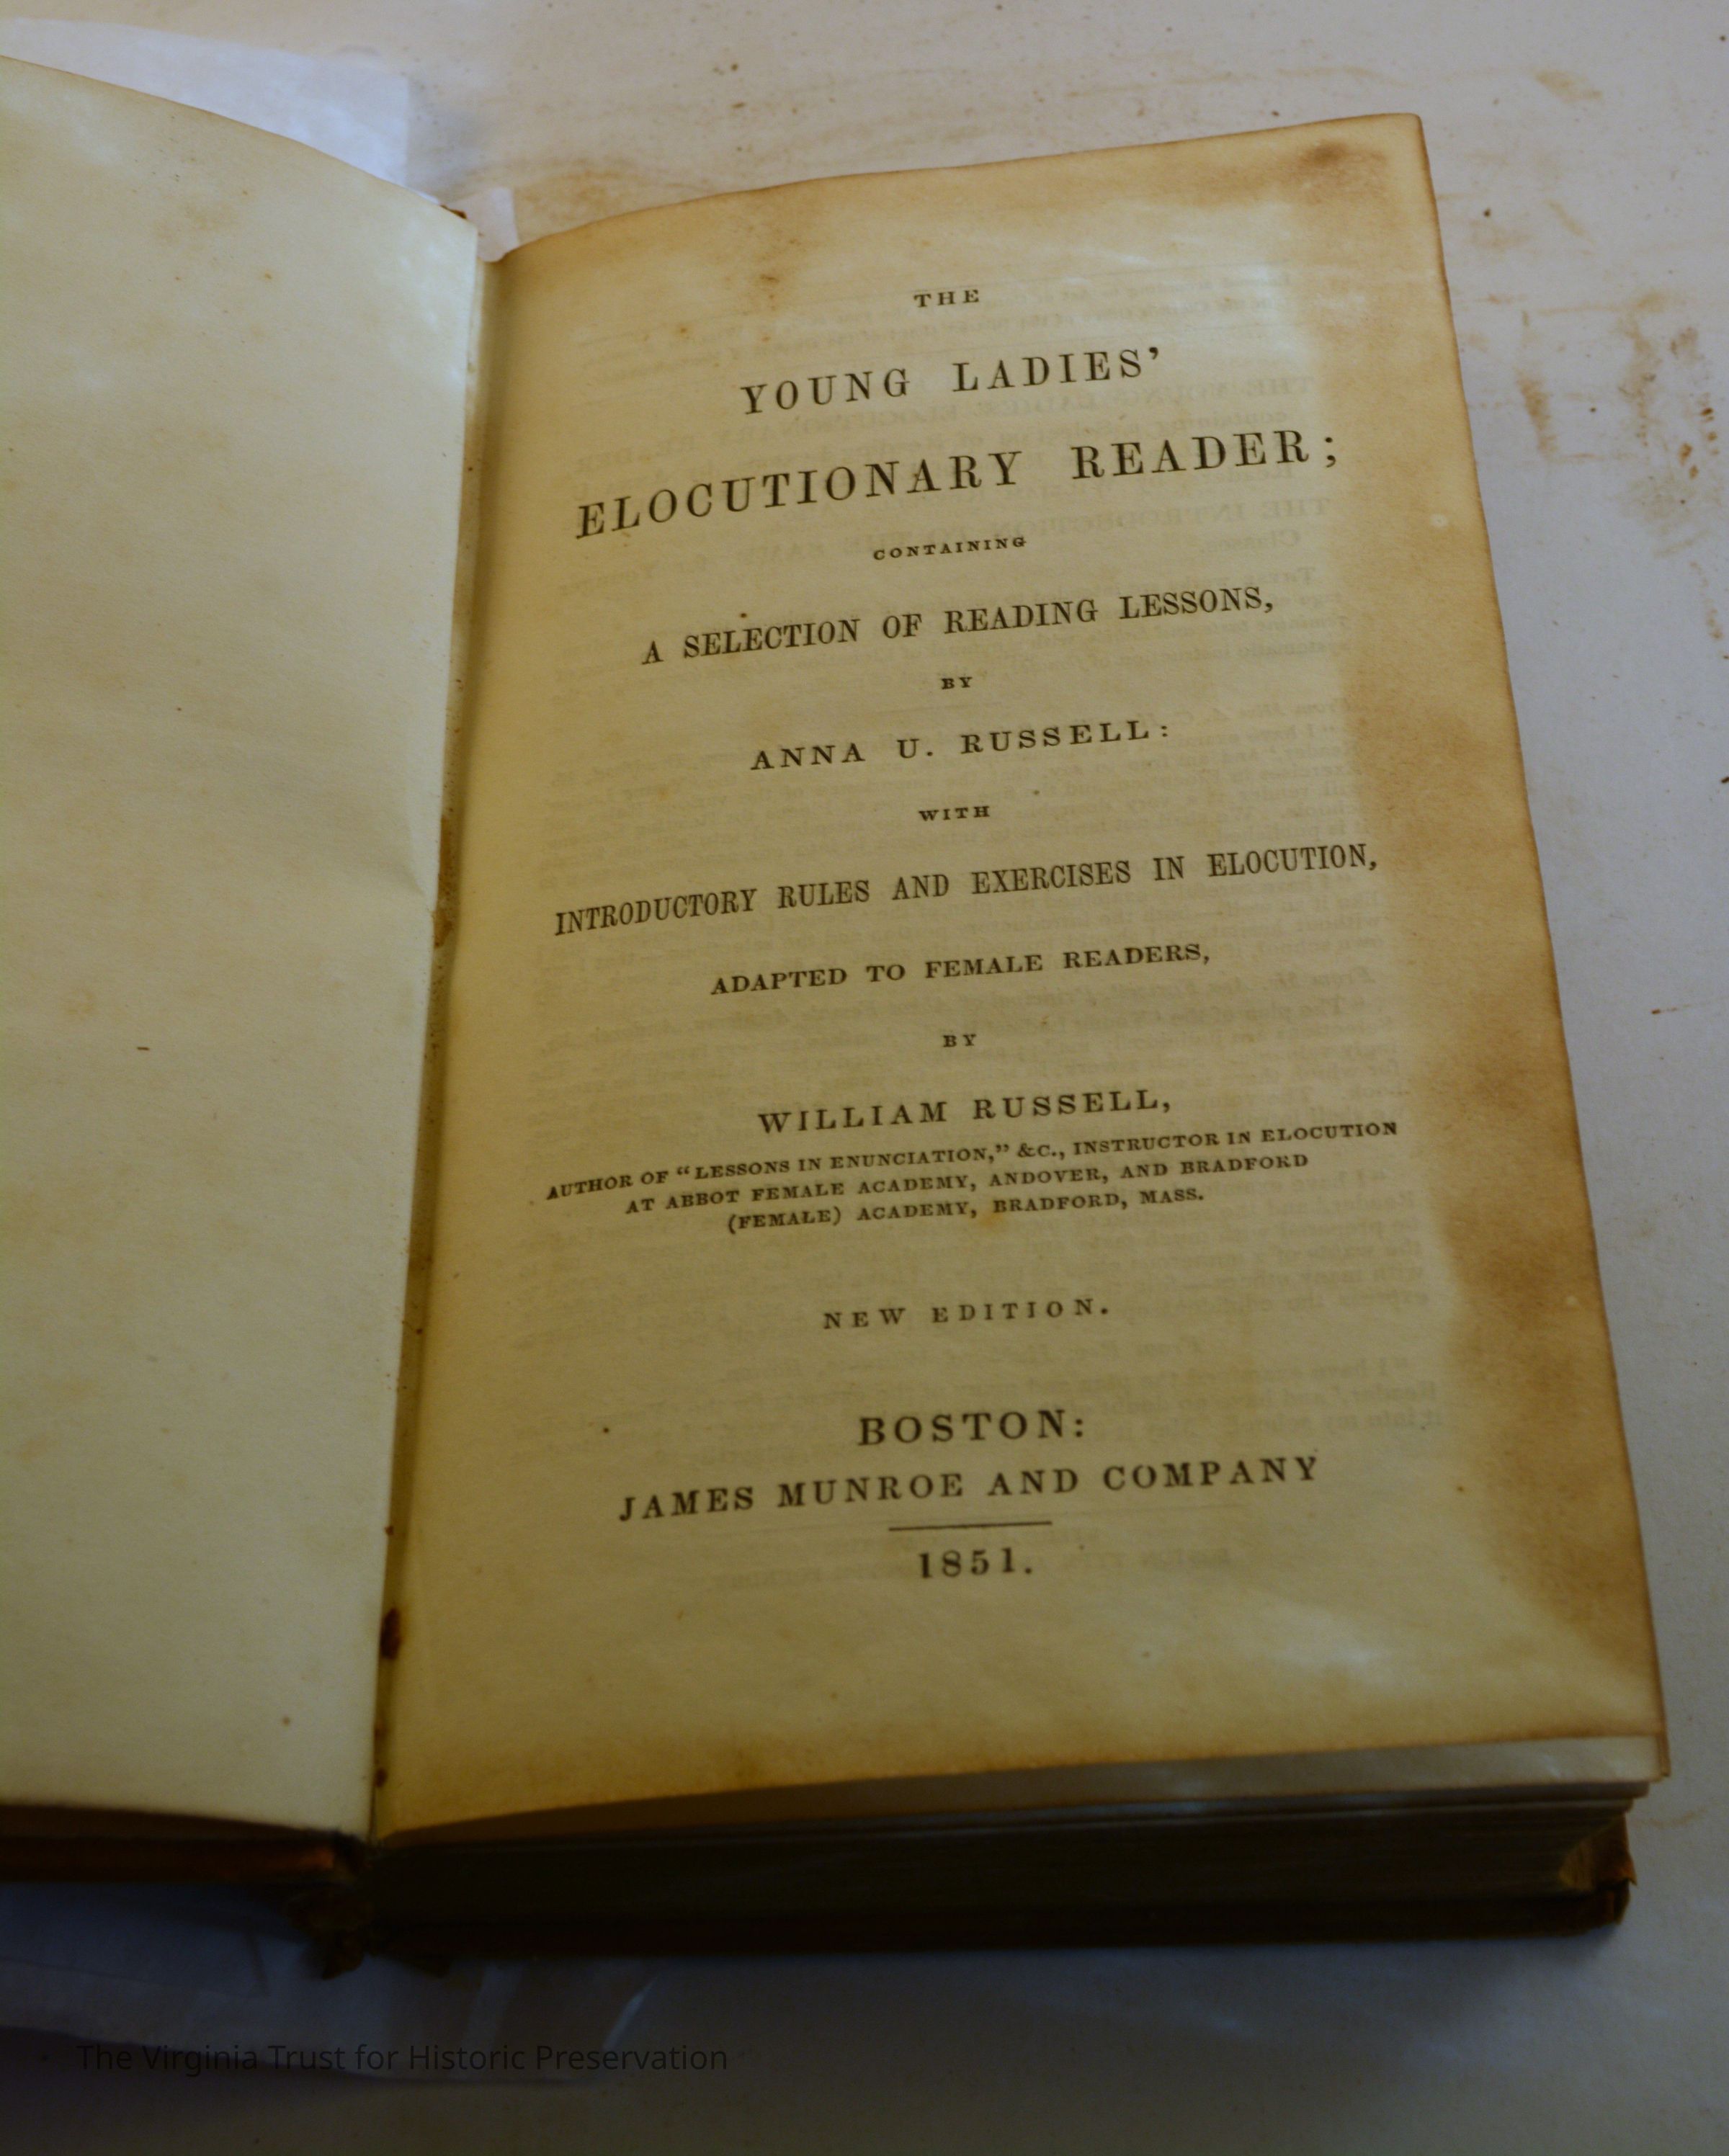 THE
YOUNG LADIES'
ELOCUTIONARY READER;
CONTAINING
A SELECTION OF READING LESSONS,
BY
ANNA U. RUSSELL:
WITH
INTRODUCTORY RULES AND EXERCISES IN ELOCUTION,
ADAPTED TO FEMALE READERS,
BY
WILLIAM RUSSELL,
AUTHOR OF "LESSONS IN ENUNCIATION," &C., INSTRUCTOR IN ELOCUTION
AT ABBOT FEMALE ACADEMY, ANDOVER, AND BRADFORD
(FEMALE) ACADEMY, BRADFORD, MASS.
NEW EDITION.
BOSTON:
JAMES MUNROE AND COMPANY
1851.
The Virginia Trust for Historic Preservation